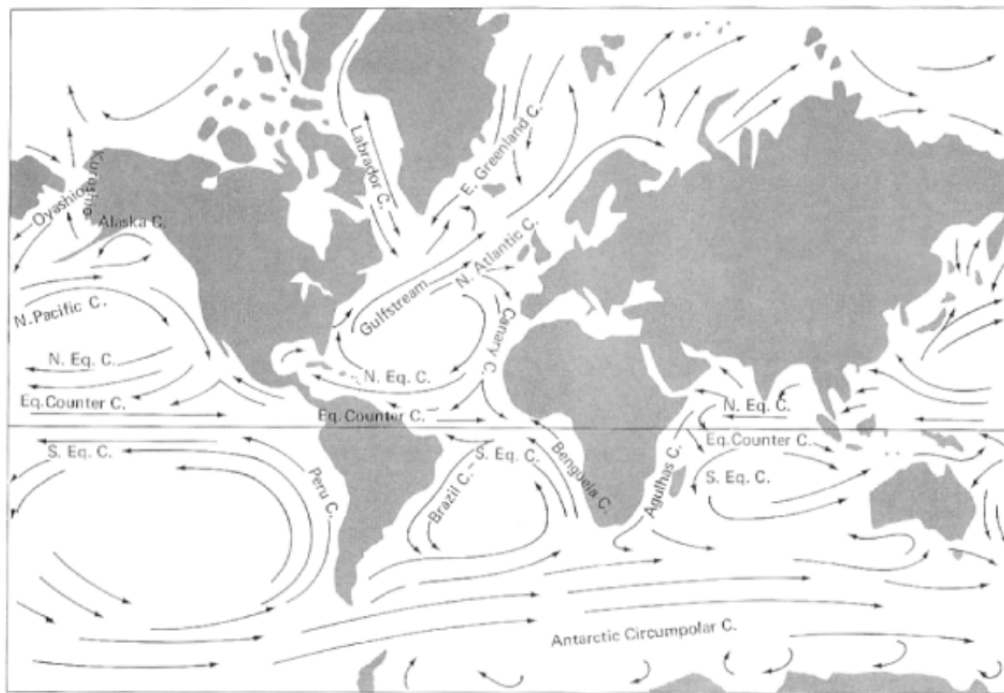 E. Greenland C.
Labrador C.
Kuroshio
Oyashio
Alaska C.
N. Atlantic C.
Gulfstream
N. Pacific C.
Canary C.
N. Eq. C.
N. Eq. C.
Eq. Counter C.
Eq. Counter C.
N. Eq. C.
Eq. Counter C.
S. Eq. C.
Peru C.
Brazil C. - S. Eq. C.
Benguela C.
Agulhas C.
S. Eq. C.
Antarctic Circumpolar C.